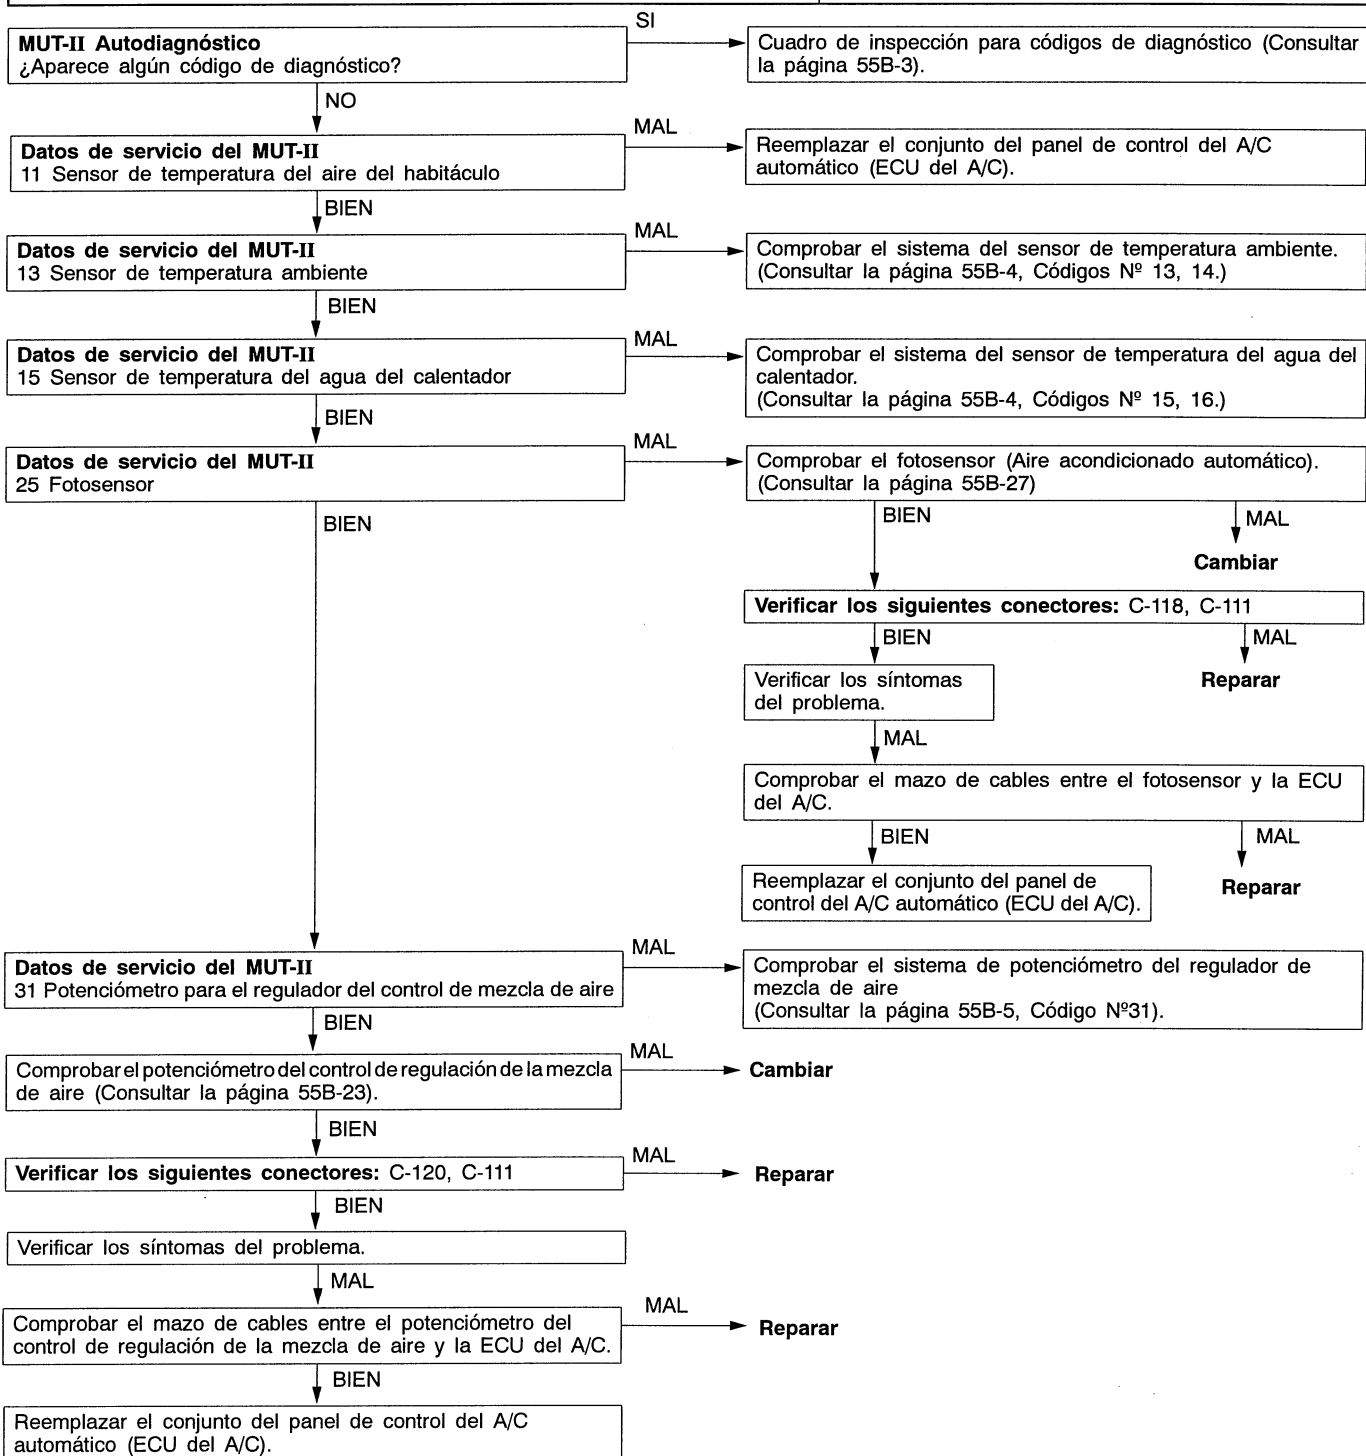 SI
MUT-II Autodiagnóstico
¿Aparece algún código de diagnóstico?
Cuadro de inspección para códigos de diagnóstico (Consultar
la página 55B-3).
NO
MAL
Datos de servicio del MUT-II
11 Sensor de temperatura del aire del habitáculo
Reemplazar el conjunto del panel de control del A/C
automático (ECU del A/C).
BIEN
MAL
Datos de servicio del MUT-II
13 Sensor de temperatura ambiente
Comprobar el sistema del sensor de temperatura ambiente.
(Consultar la página 55B-4, Códigos Nº 13, 14.)
BIEN
MAL
Datos de servicio del MUT-II
15 Sensor de temperatura del agua del calentador
Comprobar el sistema del sensor de temperatura del agua del
calentador.
(Consultar la página 55B-4, Códigos Nº 15, 16.)
BIEN
MAL
Datos de servicio del MUT-II
25 Fotosensor
Comprobar el fotosensor (Aire acondicionado automático).
(Consultar la página 55B-27)
BIEN
BIEN
MAL
Cambiar
Verificar los siguientes conectores: C-118, C-111
BIEN
MAL
Verificar los síntomas
del problema.
Reparar
MAL
Comprobar el mazo de cables entre el fotosensor y la ECU
del A/C.
BIEN
MAL
Reemplazar el conjunto del panel de
control del A/C automático (ECU del A/C).
Reparar
MAL
Datos de servicio del MUT-II
31 Potenciómetro para el regulador del control de mezcla de aire
Comprobar el sistema de potenciómetro del regulador de
mezcla de aire
(Consultar la página 55B-5, Código Nº31).
BIEN
MAL
Comprobar el potenciómetro del control de regulación de la mezcla
de aire (Consultar la página 55B-23).
Cambiar
BIEN
MAL
Verificar los siguientes conectores: C-120, C-111
Reparar
BIEN
Verificar los síntomas del problema.
MAL
MAL
Comprobar el mazo de cables entre el potenciómetro del
control de regulación de la mezcla de aire y la ECU del A/C.
Reparar
BIEN
Reemplazar el conjunto del panel de control del A/C
automático (ECU del A/C).